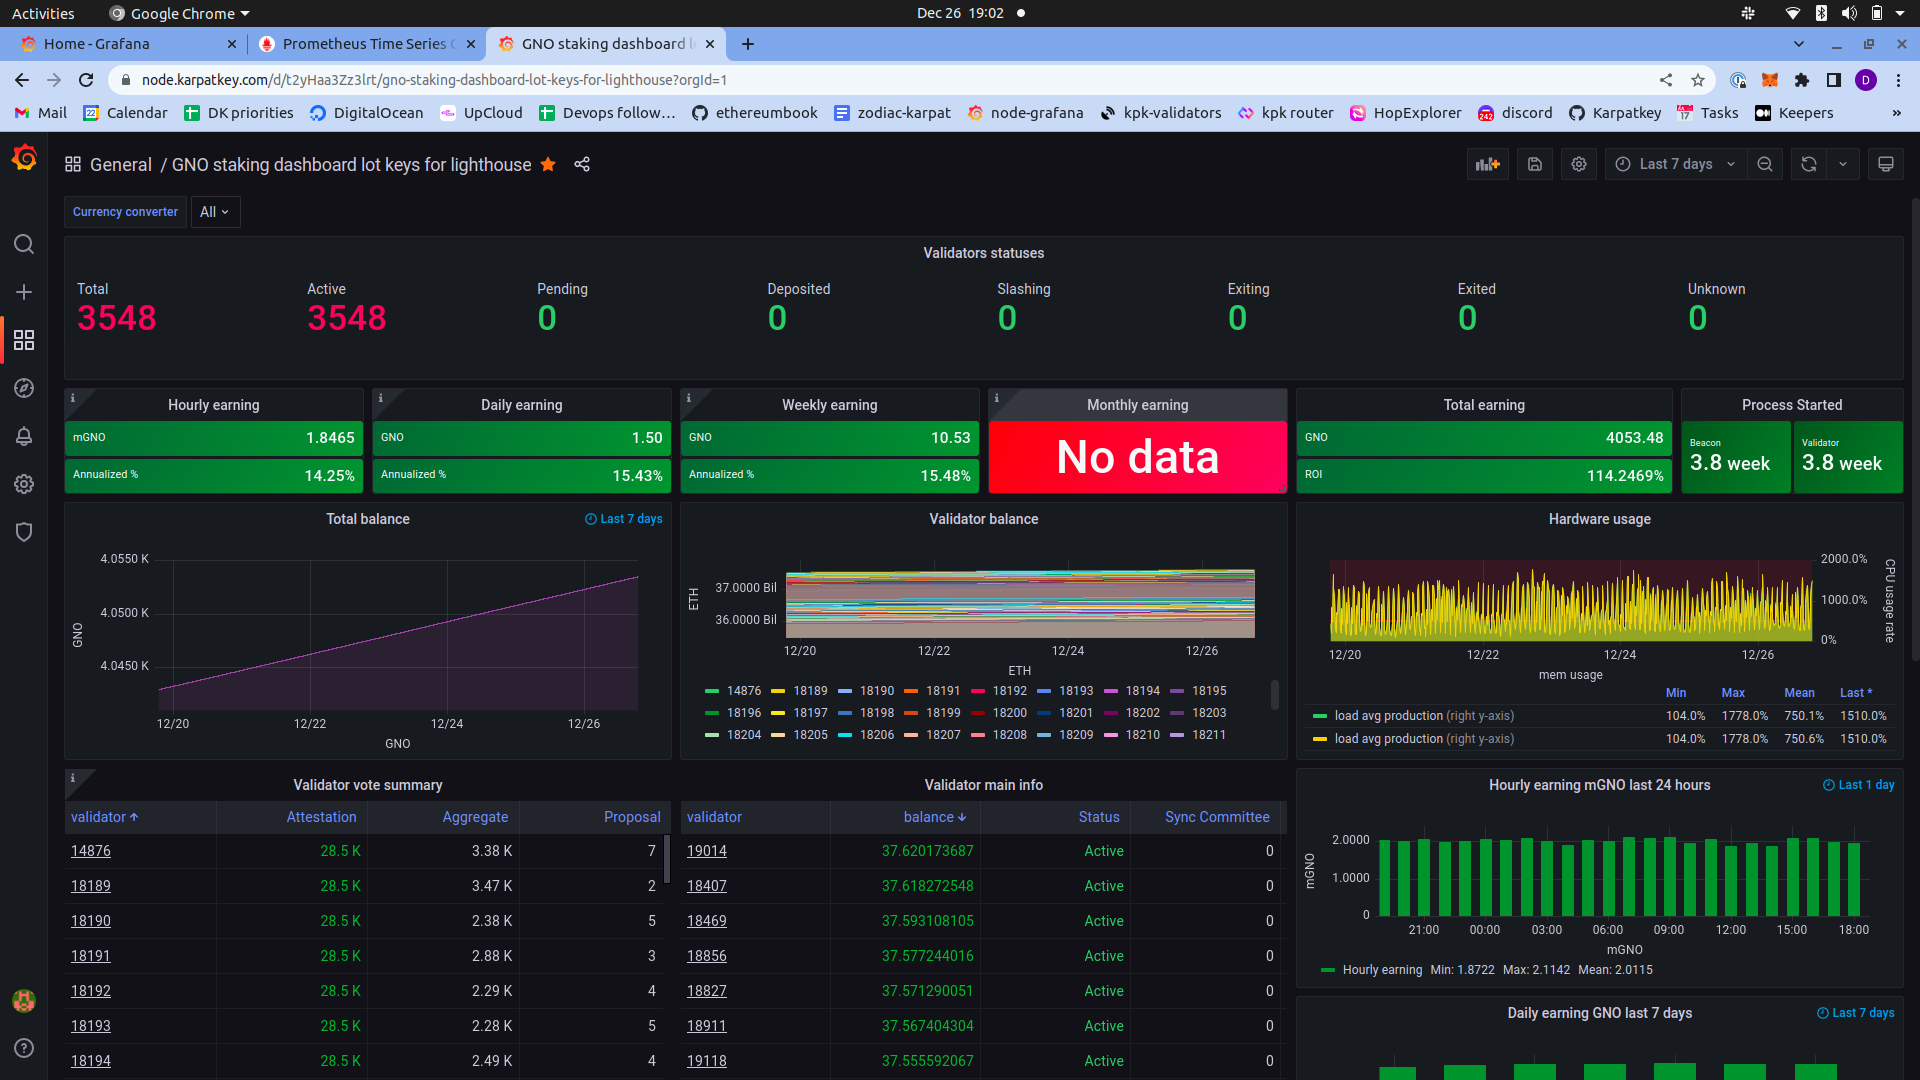 Activities Google Chrome Dec 26 19:02
Home - Grafana Prometheus Time Series C GNO staking dashboard l
node.karpatkey.com/d/t2yHaa3Zz3lrt/gno-staking-dashboard-lot-keys-for-lighthouse?orgId=1 D
Mail 22 Calendar DK priorities DigitalOcean UpCloud Devops follow… ethereumbook zodiac-karpat node-grafana kpk-validators kpk router HopExplorer 242 discord Karpatkey 17 Tasks Keepers »
General / GNO staking dashboard lot keys for lighthouse Last 7 days
Currency converter All
Validators statuses
Total Active Pending Deposited Slashing Exiting Exited Unknown
3548 3548 0 0 0 0 0 0
Hourly earning Daily earning Weekly earning Monthly earning Total earning Process Started
mGNO 1.8465 GNO 1.50 GNO 10.53 No data GNO 4053.48 Beacon 3.8 week Validator 3.8 week
Annualized % 14.25% Annualized % 15.43% Annualized % 15.48% ROI 114.2469%
Total balance Last 7 days
4.0550 K
4.0500 K
4.0450 K
GNO
12/20 12/22 12/24 12/26
GNO
Validator balance
37.0000 Bil
36.0000 Bil
ETH
12/20 12/22 12/24 12/26
ETH
14876 18189 18190 18191 18192 18193 18194 18195
18196 18197 18198 18199 18200 18201 18202 18203
18204 18205 18206 18207 18208 18209 18210 18211
Hardware usage
2000.0%
1000.0%
0%
CPU usage rate
12/20 12/22 12/24 12/26
mem usage
Min Max Mean Last *
load avg production (right y-axis) 104.0% 1778.0% 750.1% 1510.0%
load avg production (right y-axis) 104.0% 1778.0% 750.6% 1510.0%
Validator vote summary
validator Attestation Aggregate Proposal
14876 28.5 K 3.38 K 7
18189 28.5 K 3.47 K 2
18190 28.5 K 2.38 K 5
18191 28.5 K 2.88 K 3
18192 28.5 K 2.29 K 4
18193 28.5 K 2.28 K 5
18194 28.5 K 2.49 K 4
Validator main info
validator balance Status Sync Committee
19014 37.620173687 Active 0
18407 37.618272548 Active 0
18469 37.593108105 Active 0
18856 37.577244016 Active 0
18827 37.571290051 Active 0
18911 37.567404304 Active 0
19118 37.555592067 Active 0
Hourly earning mGNO last 24 hours Last 1 day
2.0000
1.0000
0
mGNO
21:00 00:00 03:00 06:00 09:00 12:00 15:00 18:00
mGNO
Hourly earning Min: 1.8722 Max: 2.1142 Mean: 2.0115
Daily earning GNO last 7 days Last 7 days